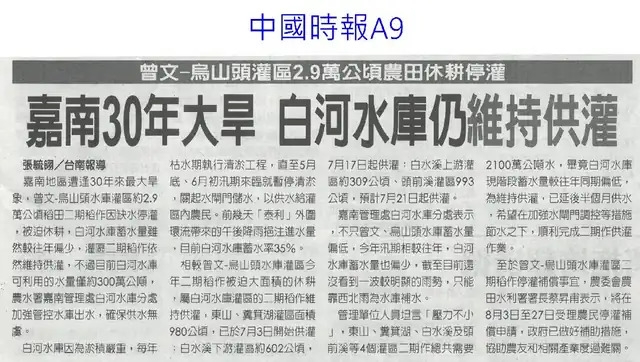 中國時報A9
曾文-烏山頭灌區2.9萬公頃農田休耕停灌
嘉南30年大旱 白河水庫仍維持供灌
張毓翎／台南報導
嘉南地區遭逢30年來最大旱
象，曾文-烏山頭水庫灌區約2.9
萬公頃稻田二期稻作因缺水停灌
，被迫休耕，白河水庫蓄水量雖
然較往年偏少，灌溉二期稻作依
然維持供灌，不過目前白河水庫
可利用的水量僅約300萬公頃，
農水署嘉南管理處白河水庫分處
加強管控水庫出水，確保供水無
虞。
白河水庫因為淤積嚴重，每年
枯水期執行清淤工程，直至5月
底、6月初汛期來臨就暫停清淤
，關起水閘門儲水，以供水給灌
區內農民。前幾天「泰利」外圍
環流帶來的午後降雨挹注進水量
，目前白河水庫蓄水率35%。
相較曾文-烏山頭水庫灌區今
年二期稻作被迫大面積的休耕
，屬白河水庫灌區的二期稻作維
持供灌，東山、糞箕湖灌區面積
980公頃，已於7月3日開始供灌
；白水溪下游灌區約602公頃，
7月17日起供灌；白水溪上游灌
區約309公頃、頭前溪灌區993
公頃，預計7月21日起供灌。
嘉南管理處白河水庫分處表示
，不只曾文、烏山頭水庫蓄水量
偏低，今年汛期相較往年，白河
水庫蓄水量也偏少，截至目前還
沒看到一波較明顯的雨勢，只能
靠西北雨為水庫補水。
管理單位人員坦言「壓力不小
」，東山、糞箕湖、白水溪及頭
前溪等4個灌區二期作總共需要
2100萬公噸水，畢竟白河水庫
現階段蓄水量較往年同期偏低，
為維持供灌，已延後半個月供水
，希望在加強水閘門調控等措施
節水之下，順利完成二期作供灌
作業。
至於曾文-烏山頭水庫灌區二
期稻作停灌補償事宜，農委會農
田水利署署長蔡昇甫表示，將在
8月3日至27日受理農民停灌補
償申請，政府已做好補助措施，
協助農友和相關產業度過難關。